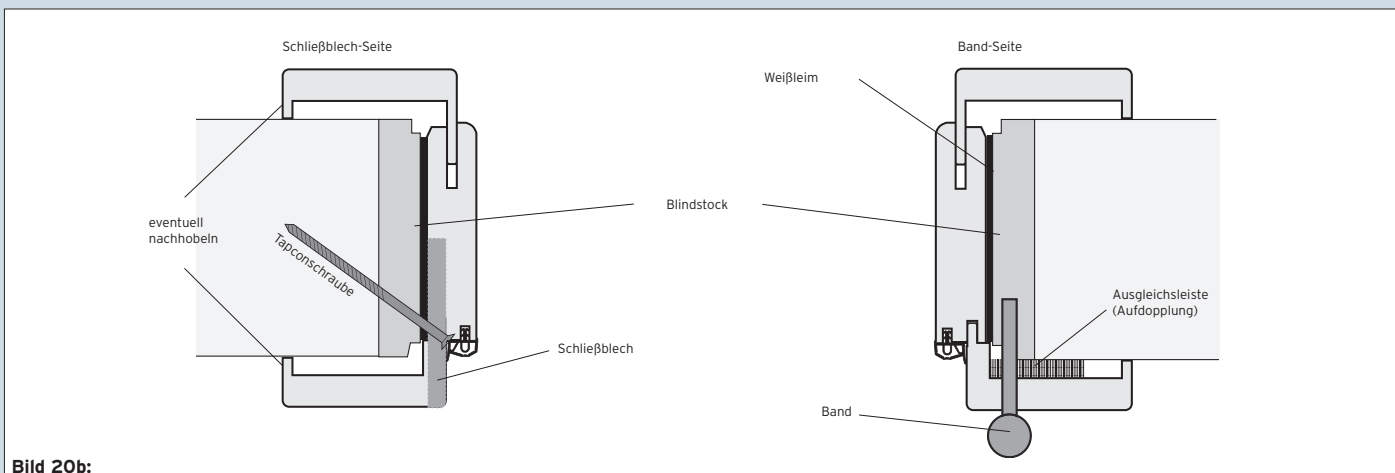 Schließblech-Seite
Band-Seite
Weißleim
Blindstock
eventuell
nachhobeln
Tapconschraube
Ausgleichsleiste
(Aufdopplung)
Schließblech
Band
Bild 20b: